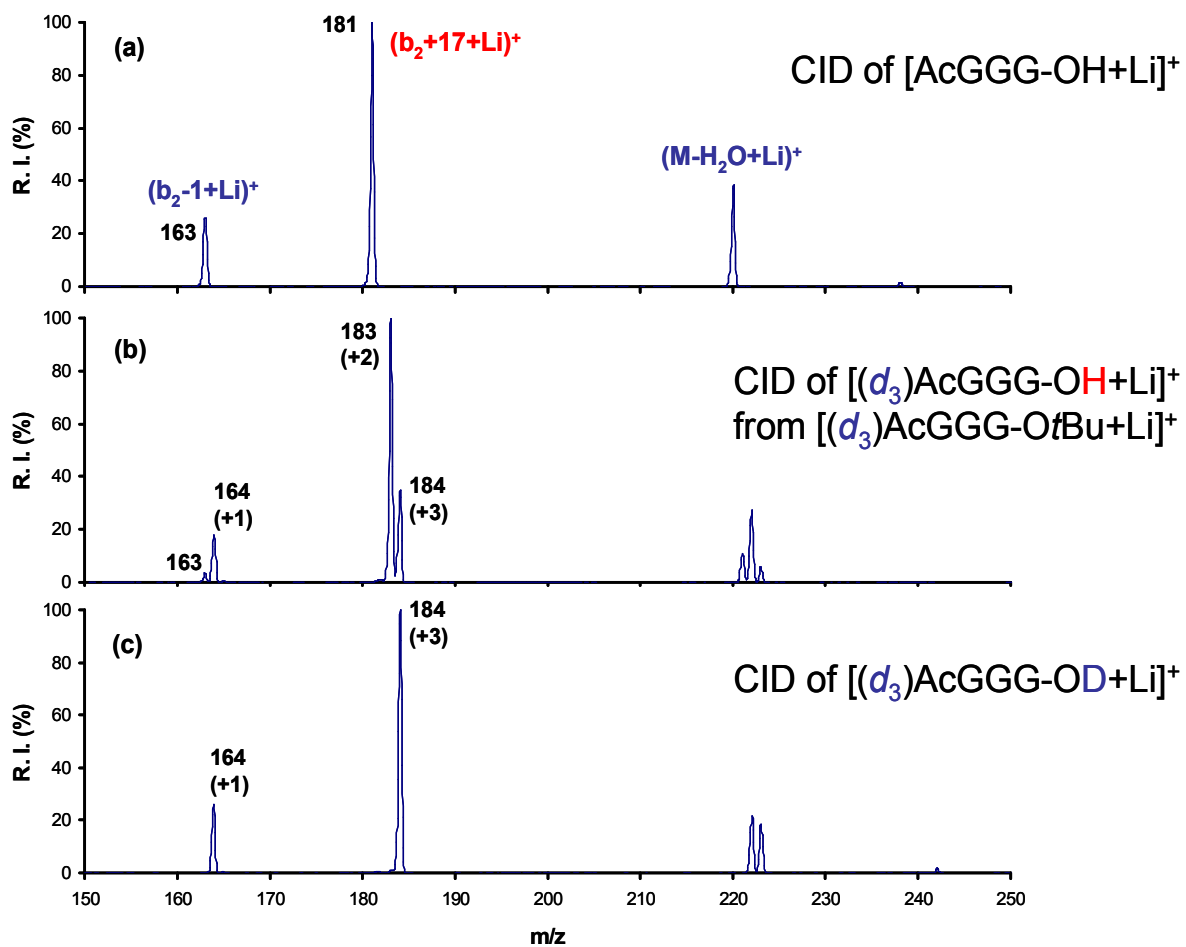 (a)
CID of [AcGGG-OH+Li]⁺
R. I. (%)
100
80
60
40
20
0
181
(b₂+17+Li)⁺
(b₂-1+Li)⁺
163
(M-H₂O+Li)⁺
(b)
CID of [(d₃)AcGGG-OH+Li]⁺
from [(d₃)AcGGG-OtBu+Li]⁺
R. I. (%)
100
80
60
40
20
0
183
(+2)
184
(+3)
164
(+1)
163
(c)
CID of [(d₃)AcGGG-OD+Li]⁺
R. I. (%)
100
80
60
40
20
0
184
(+3)
164
(+1)
150 160 170 180 190 200 210 220 230 240 250
m/z